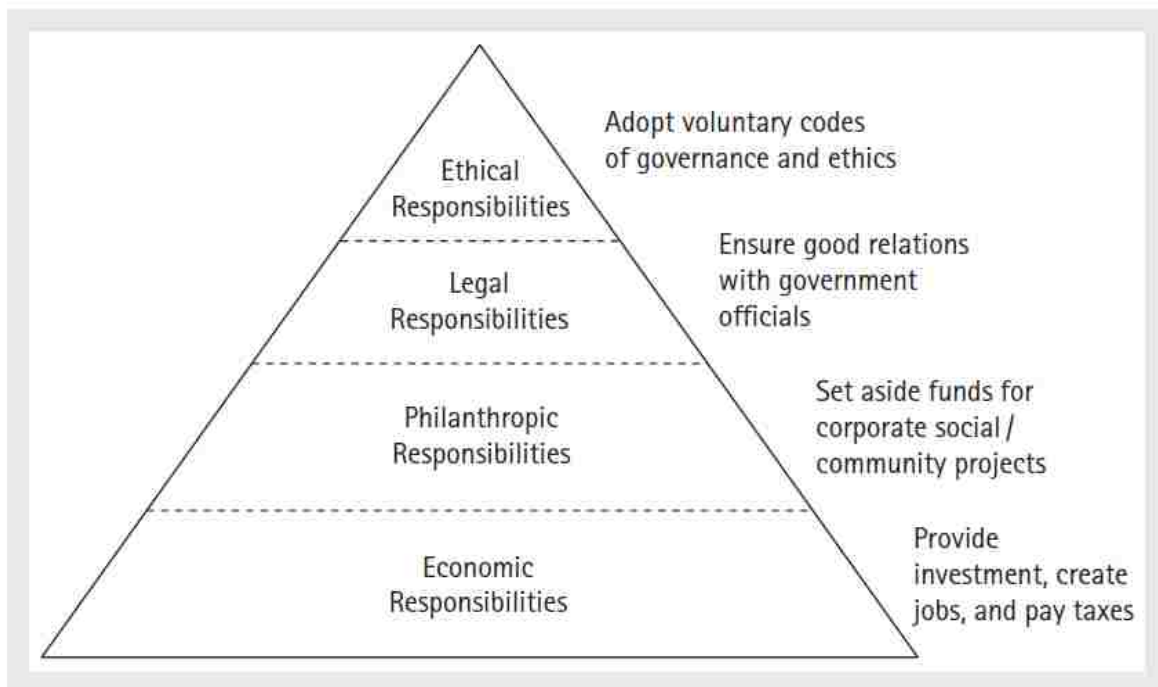 Adopt voluntary codes
of governance and ethics
Ethical
Responsibilities
Ensure good relations
with government
officials
Legal
Responsibilities
Set aside funds for
corporate social /
community projects
Philanthropic
Responsibilities
Provide
investment, create
jobs, and pay taxes
Economic
Responsibilities